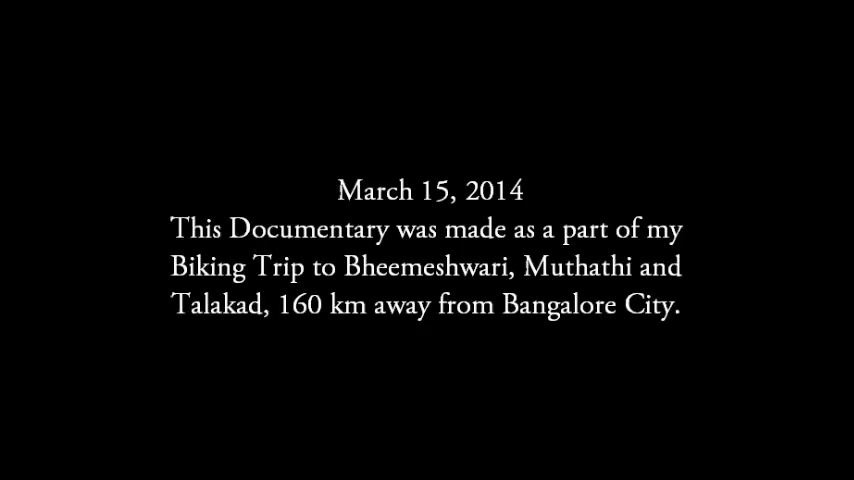 March 15, 2014
This Documentary was made as a part of my
Biking Trip to Bheemeshwari, Muthathi and
Talakad, 160 km away from Bangalore City.